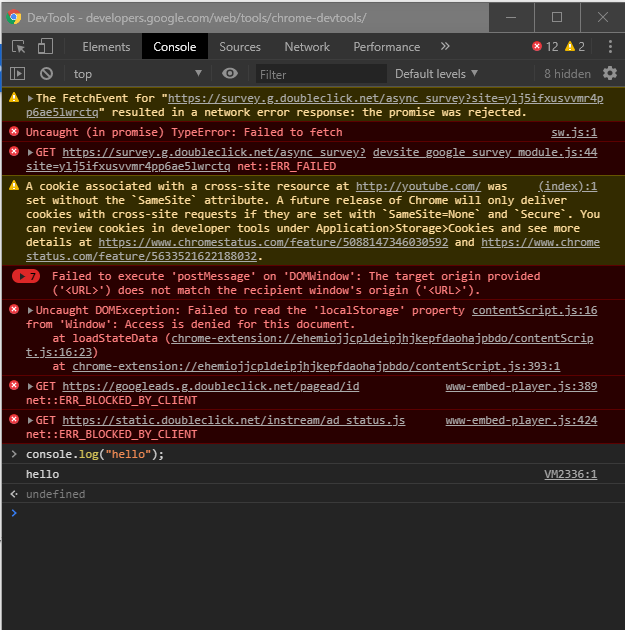 DevTools - developers.google.com/web/tools/chrome-devtools/
Elements Console Sources Network Performance » 12 2
top Filter Default levels 8 hidden
The FetchEvent for "https://survey.g.doubleclick.net/async_survey?site=ylj5ifxusvvmr4p
p6ae5lwrctq" resulted in a network error response: the promise was rejected.
Uncaught (in promise) TypeError: Failed to fetch sw.js:1
GET https://survey.g.doubleclick.net/async_survey? devsite_google_survey_module.js:44
site=ylj5ifxusvvmr4pp6ae5lwrctq net::ERR_FAILED
A cookie associated with a cross-site resource at http://youtube.com/ was (index):1
set without the `SameSite` attribute. A future release of Chrome will only deliver
cookies with cross-site requests if they are set with `SameSite=None` and `Secure`. You
can review cookies in developer tools under Application>Storage>Cookies and see more
details at https://www.chromestatus.com/feature/5088147346030592 and https://www.chrome
status.com/feature/5633521622188032.
7 Failed to execute 'postMessage' on 'DOMWindow': The target origin provided
('<URL>') does not match the recipient window's origin ('<URL>').
Uncaught DOMException: Failed to read the 'localStorage' property contentScript.js:16
from 'Window': Access is denied for this document.
at loadStateData (chrome-extension://ehemiojjcpldeipjhjkepfdaohajpbdo/contentScrip
t.js:16:23)
at chrome-extension://ehemiojjcpldeipjhjkepfdaohajpbdo/contentScript.js:393:1
GET https://googleads.g.doubleclick.net/pagead/id www-embed-player.js:389
net::ERR_BLOCKED_BY_CLIENT
GET https://static.doubleclick.net/instream/ad_status.js www-embed-player.js:424
net::ERR_BLOCKED_BY_CLIENT
> console.log("hello");
hello VM2336:1
undefined
>